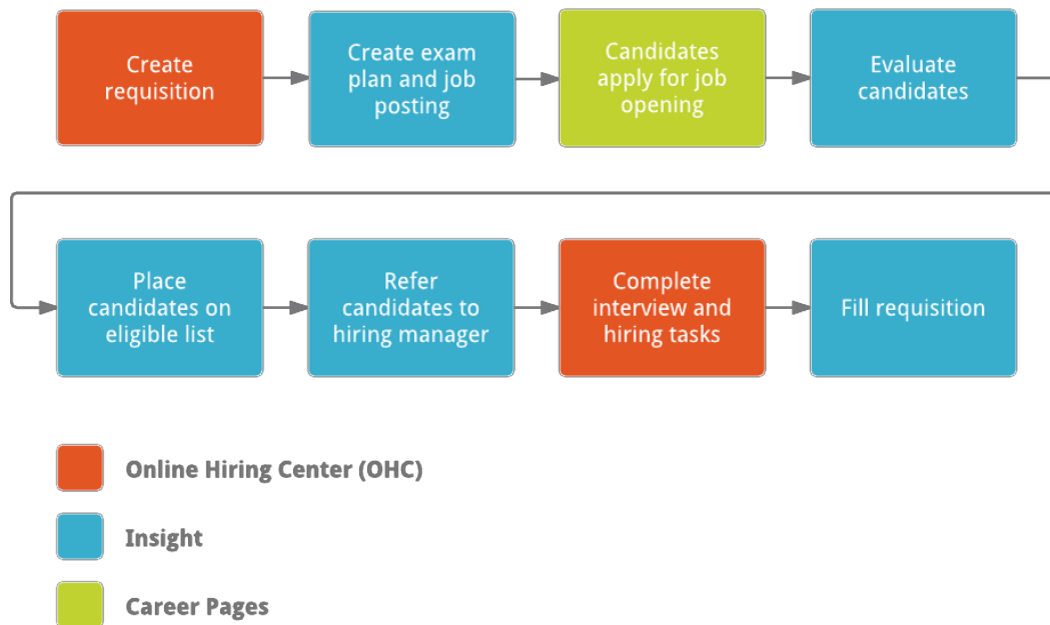 Create
requisition
Create exam
plan and job
posting
Candidates
apply for job
opening
Evaluate
candidates
Place
candidates on
eligible list
Refer
candidates to
hiring manager
Complete
interview and
hiring tasks
Fill requisition
Online Hiring Center (OHC)
Insight
Career Pages